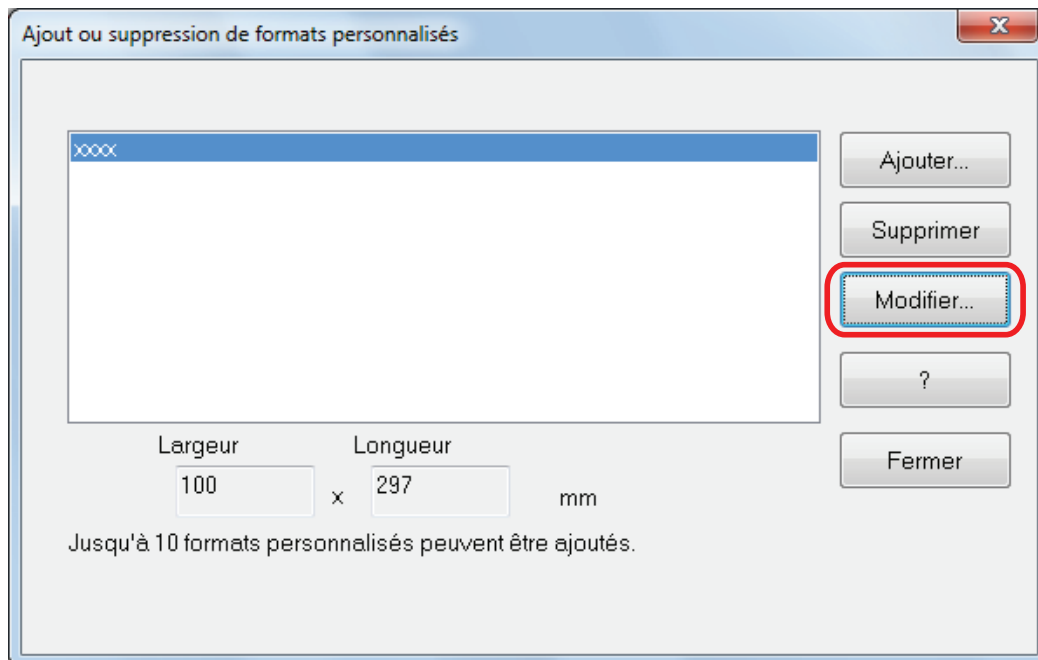 Ajout ou suppression de formats personnalisés
X
xxxx
Ajouter...
Supprimer
Modifier...
?
Fermer
Largeur Longueur
100 x 297 mm
Jusqu'à 10 formats personnalisés peuvent être ajoutés.